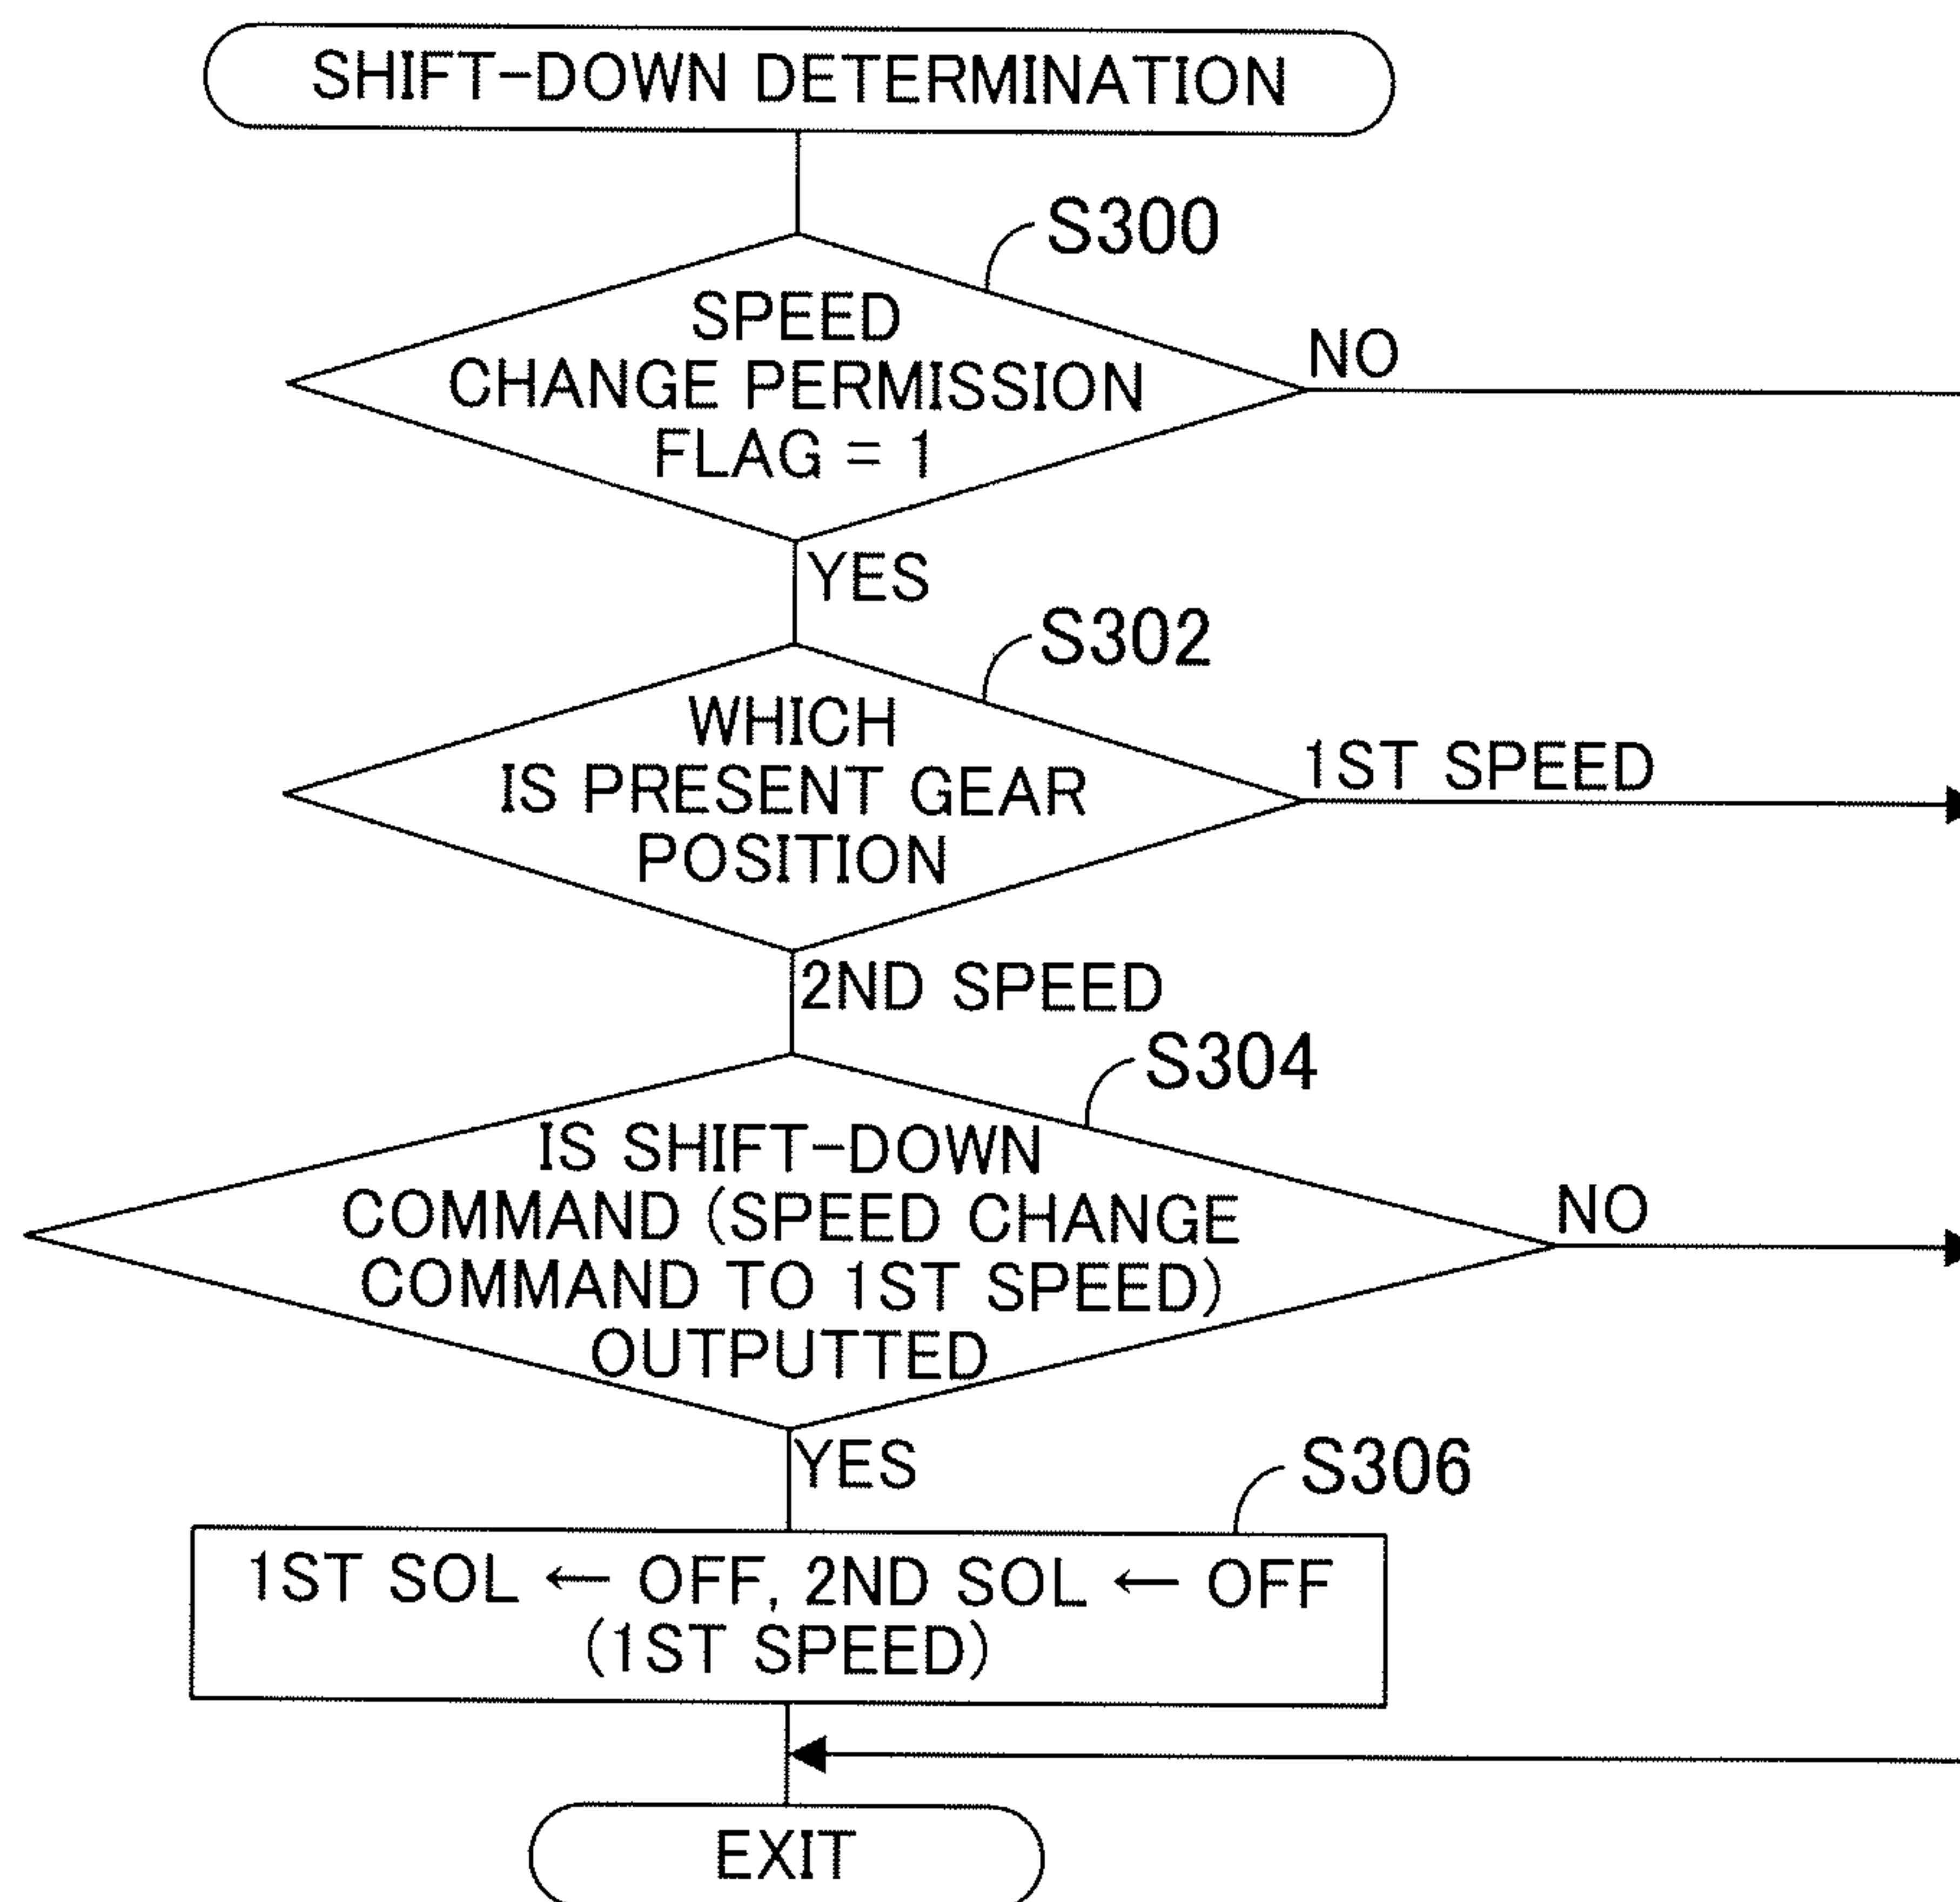 SHIFT-DOWN DETERMINATION
S300
SPEED
CHANGE PERMISSION
FLAG = 1
NO
YES
S302
WHICH
IS PRESENT GEAR
POSITION
1ST SPEED
2ND SPEED
S304
IS SHIFT-DOWN
COMMAND (SPEED CHANGE
COMMAND TO 1ST SPEED)
OUTPUTTED
NO
YES
S306
1ST SOL ← OFF, 2ND SOL ← OFF
(1ST SPEED)
EXIT